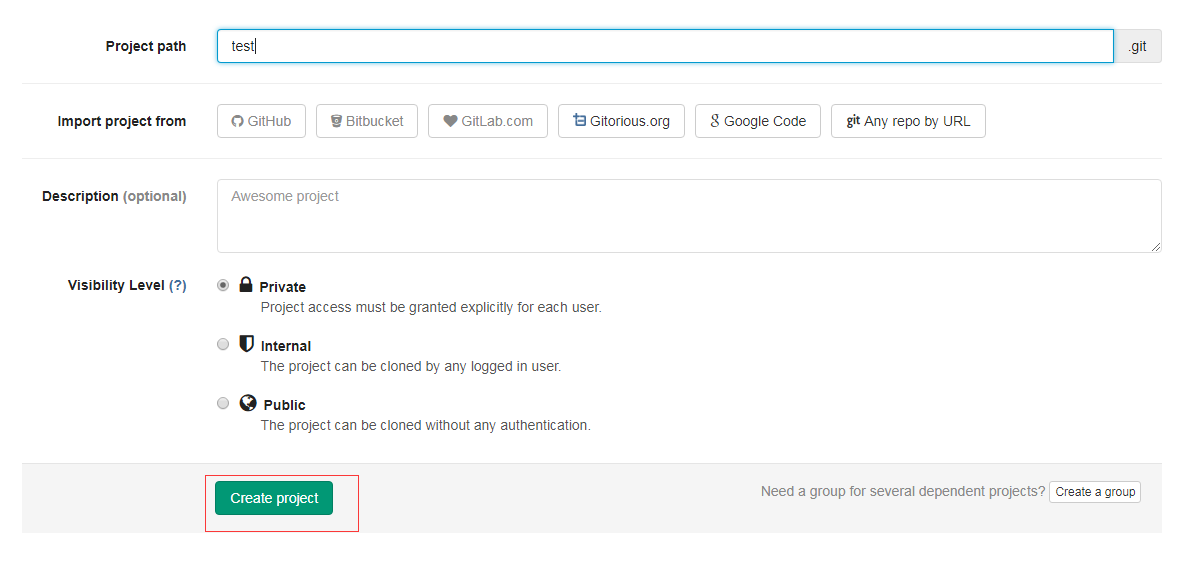 Project path
test
.git
Import project from
GitHub
Bitbucket
GitLab.com
Gitorious.org
Google Code
git Any repo by URL
Description (optional)
Awesome project
Visibility Level (?)
Private
Project access must be granted explicitly for each user.
Internal
The project can be cloned by any logged in user.
Public
The project can be cloned without any authentication.
Create project
Need a group for several dependent projects?
Create a group